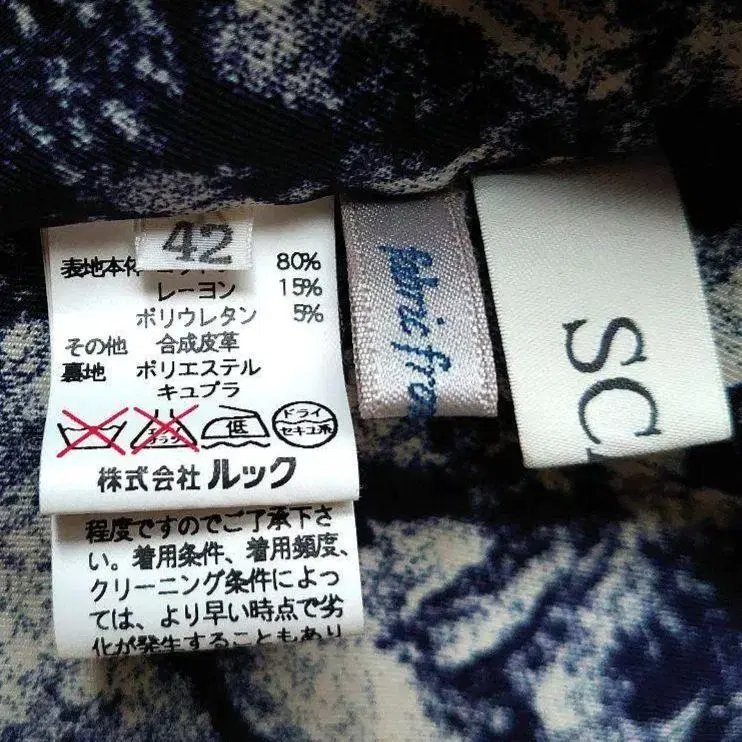 42
表地本体 80%
レーヨン 15%
ポリウレタン 5%
その他 合成皮革
裏地 ポリエステル
キュプラ
低
ドライ
セキユ系
株式会社 ルック
程度ですのでご了承下さ
い。着用条件、着用頻度、
クリーニング条件によっ
ては、より早い時点で劣
化が発生することもあり
fabric from
SC